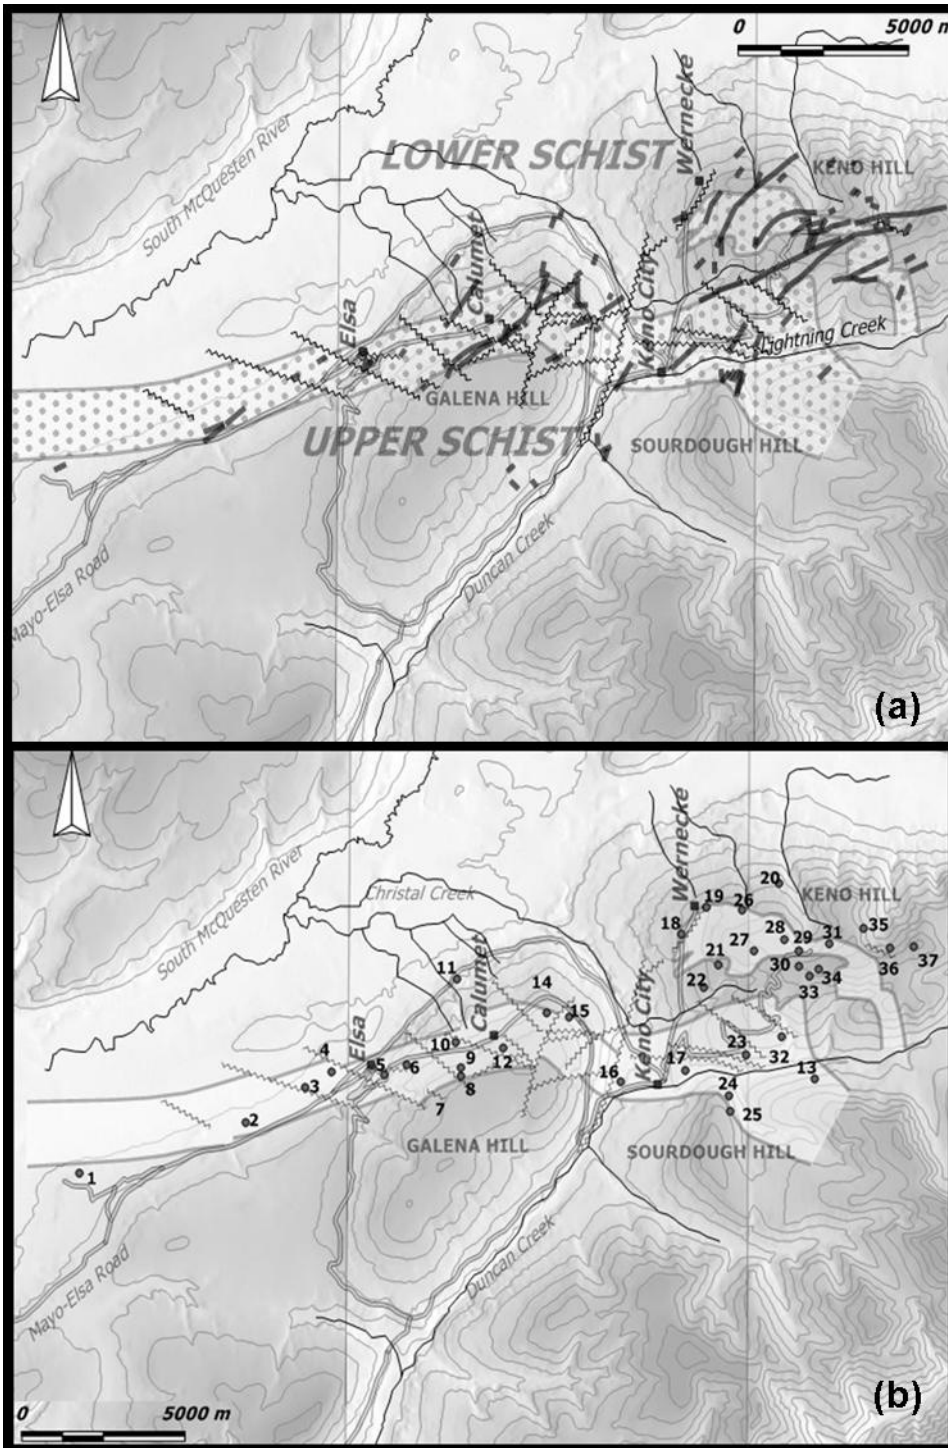 0 5000 m
South McQuesten River
LOWER SCHIST
Wernecke
KENO HILL
Calumet
Elsa
Keno City
Lightning Creek
GALENA HILL
UPPER SCHIST
SOURDOUGH HILL
Duncan Creek
Mayo-Elsa Road
(a)
South McQuesten River
Christal Creek
Wernecke
19
26
20
KENO HILL
18
28
29
31
35
21
27
30
34
36
37
22
33
11
Calumet
14
15
Keno City
Elsa
4
10
12
17
23
32
3
5
6
9
8
16
24
13
7
2
25
GALENA HILL
SOURDOUGH HILL
1
Duncan Creek
Mayo-Elsa Road
0 5000 m
(b)